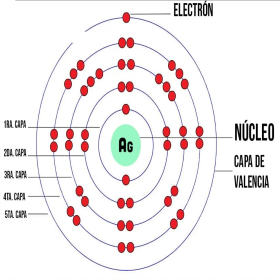 ELECTRÓN
1RA. CAPA
2DA. CAPA
3RA. CAPA
4TA. CAPA
5TA. CAPA
AG
NÚCLEO
CAPA DE
VALENCIA